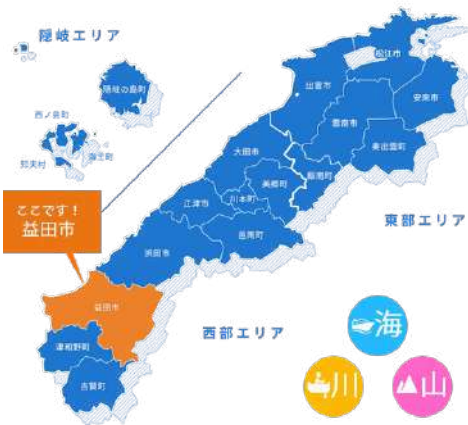 隠岐エリア
隠岐の島町
西ノ島町
海士町
知夫村
松江市
出雲市
安来市
雲南市
奥出雲町
大田市
飯南町
美郷町
川本町
江津市
邑南町
浜田市
東部エリア
ここです！
益田市
益田市
津和野町
吉賀町
西部エリア
海
川
山